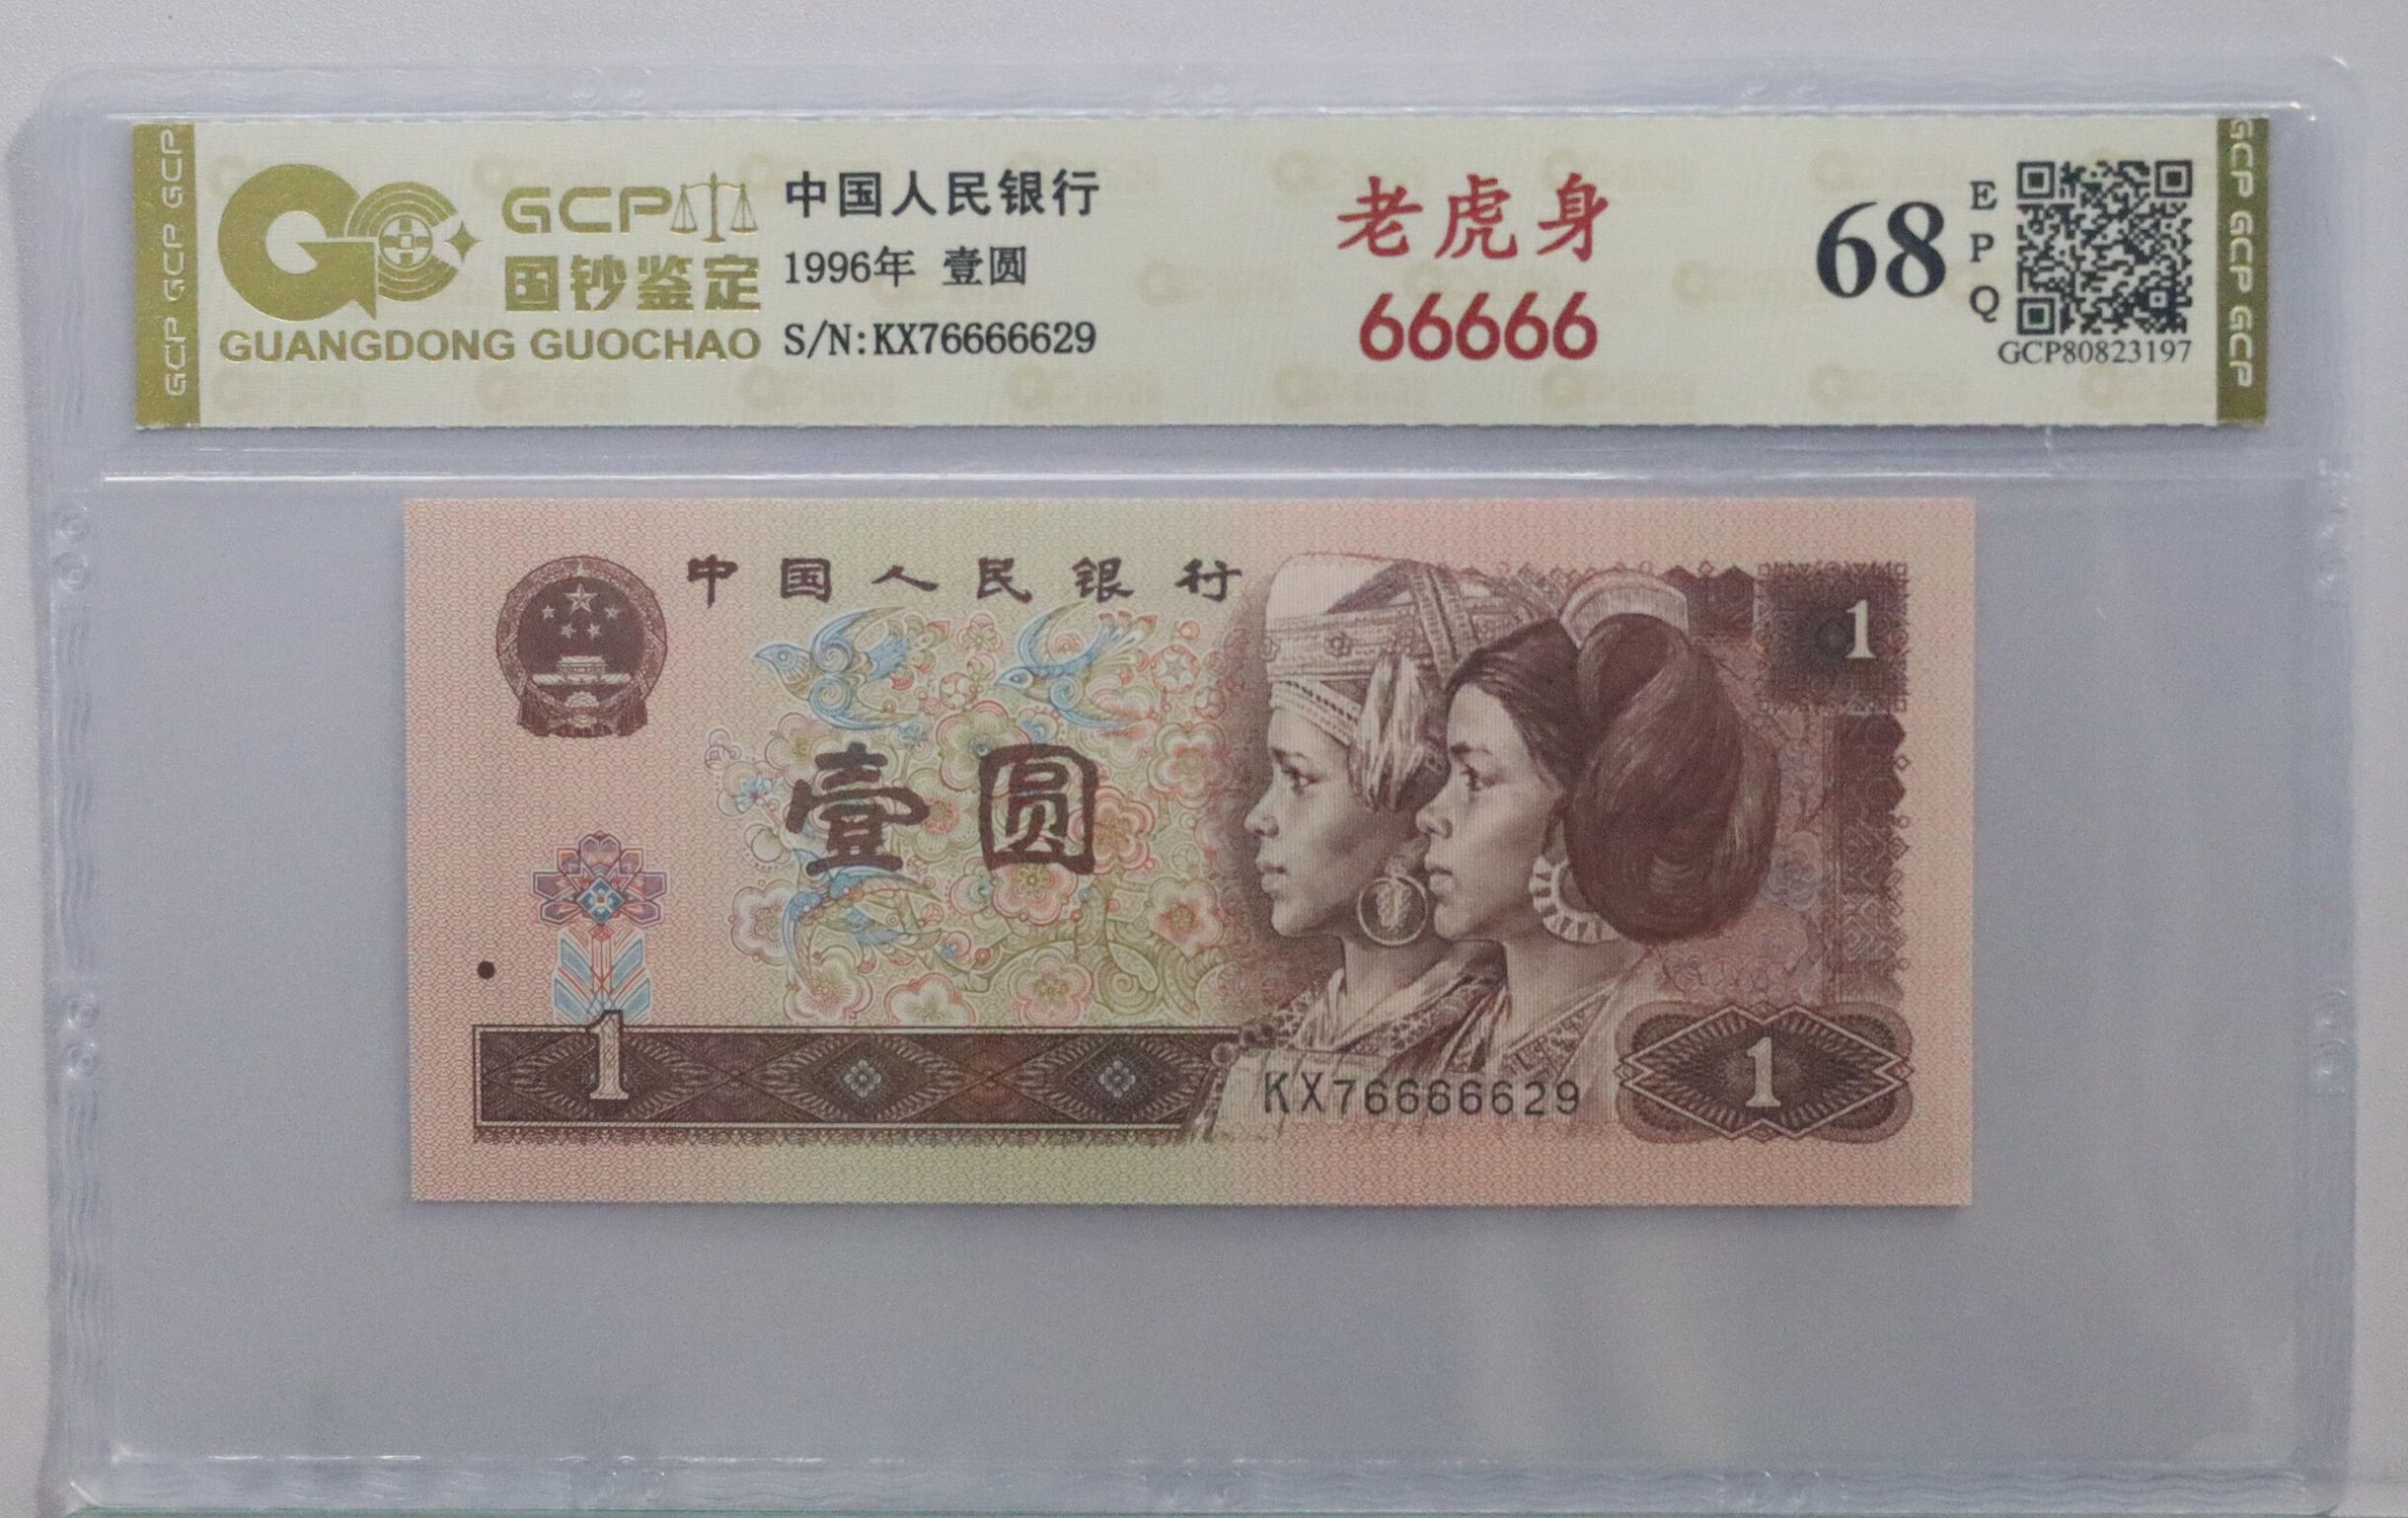 GCP GCP GCP
GCP
国钞鉴定
GUANGDONG GUOCHAO
中国人民银行
1996年 壹圆
S/N:KX76666629
老虎身
66666
68
EPQ
GCP80823197
GCP GCP GCP
中国人民银行
1
壹圆
1
KX76666629
1